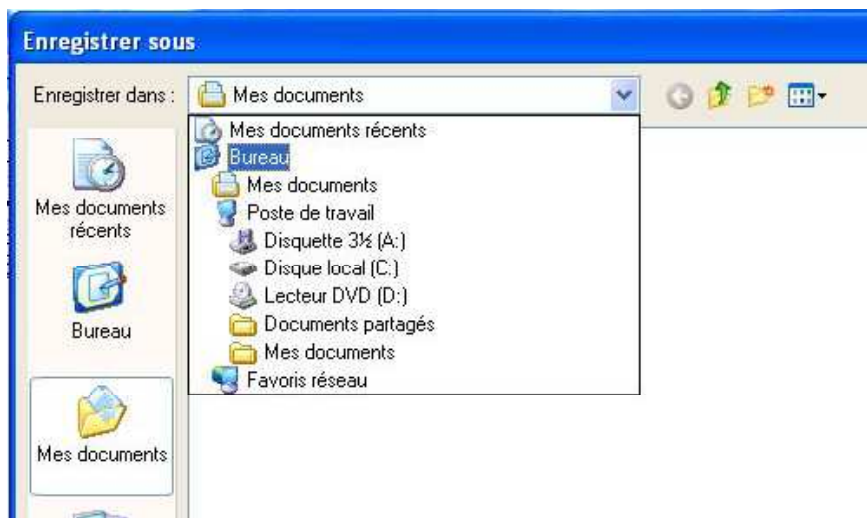 Enregistrer sous
Enregistrer dans :
Mes documents
Mes documents récents
Bureau
Mes documents
Poste de travail
Disquette 3½ (A:)
Disque local (C:)
Lecteur DVD (D:)
Documents partagés
Mes documents
Favoris réseau
Mes documents
récents
Bureau
Mes documents